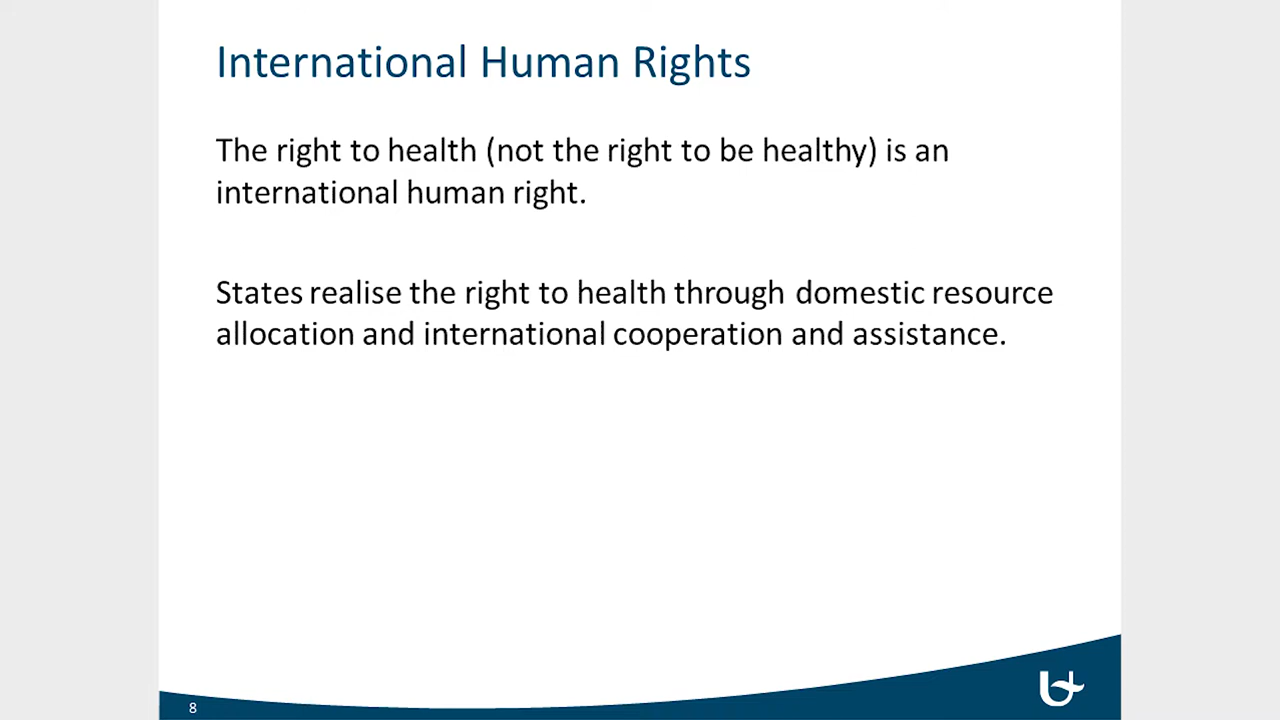 International Human Rights
The right to health (not the right to be healthy) is an
international human right.
States realise the right to health through domestic resource
allocation and international cooperation and assistance.
8